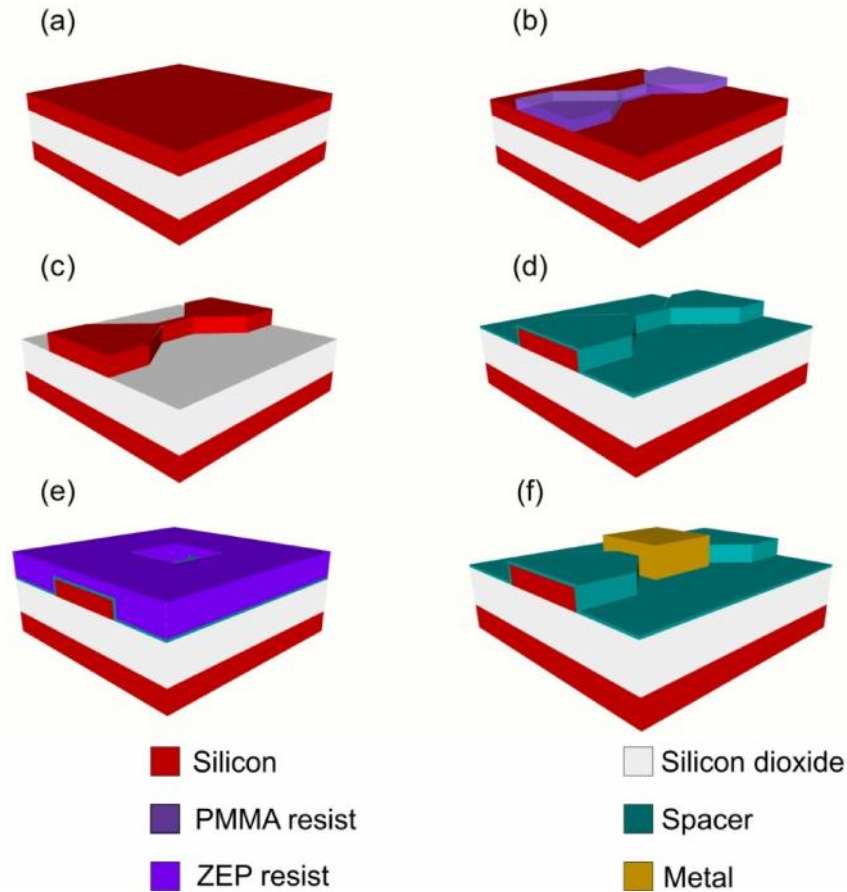 (a)
(b)
(c)
(d)
(e)
(f)
Silicon
Silicon dioxide
PMMA resist
Spacer
ZEP resist
Metal